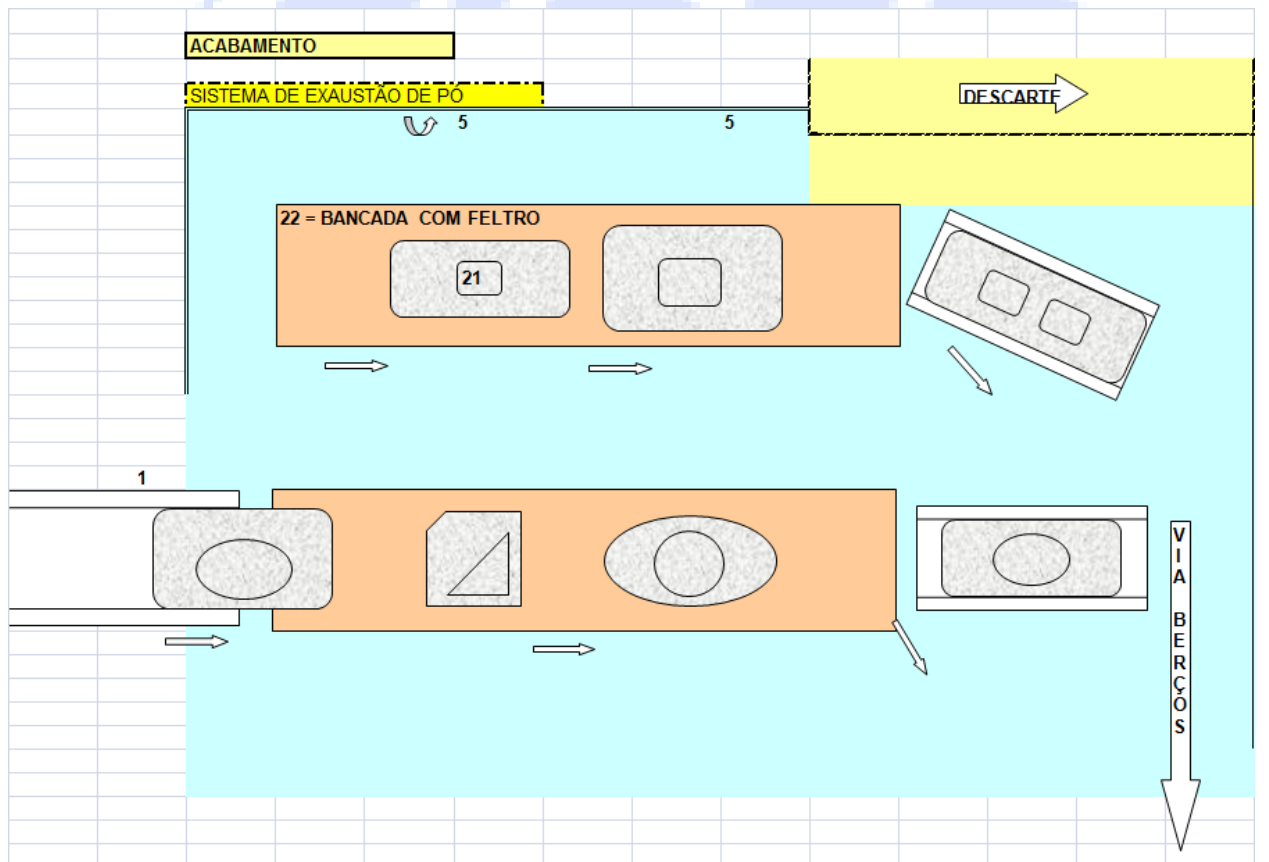 ACABAMENTO
SISTEMA DE EXAUSTÃO DE PÓ
DESCARTE
5
5
22 = BANCADA COM FELTRO
21
1
VIA BERÇOS